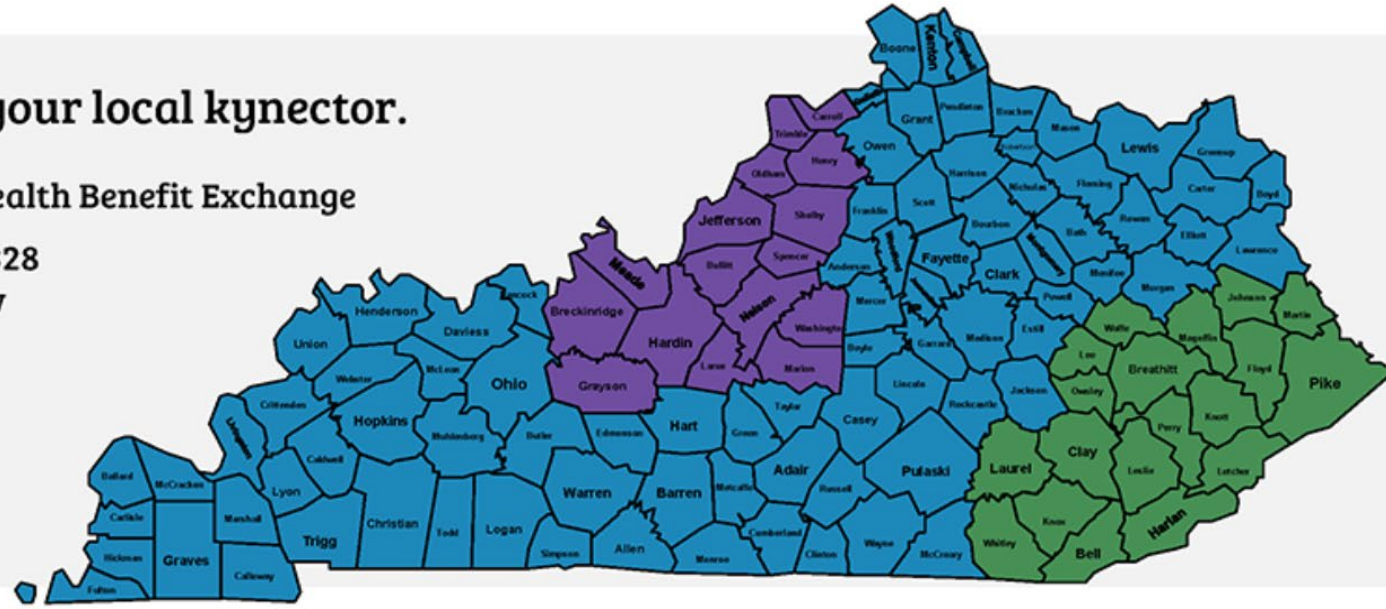 your local kynector.
ealth Benefit Exchange
328
Boone
Kenton
Campbell
Carroll
Grant
Pendleton
Bracken
Mason
Trimble
Owen
Robertson
Lewis
Greenup
Henry
Oldham
Harrison
Nicholas
Fleming
Carter
Boyd
Jefferson
Shelby
Franklin
Scott
Bourbon
Bath
Rowan
Elliott
Lawrence
Meade
Bullitt
Spencer
Anderson
Woodford
Fayette
Clark
Montgomery
Menifee
Morgan
Breckinridge
Hardin
Nelson
Washington
Mercer
Madison
Estill
Powell
Wolfe
Magoffin
Johnson
Martin
Henderson
Daviess
Union
Webster
McLean
Ohio
Grayson
Larue
Marion
Boyle
Garrard
Lee
Breathitt
Floyd
Pike
Crittenden
Hopkins
Muhlenberg
Butler
Edmonson
Hart
Green
Taylor
Casey
Lincoln
Rockcastle
Jackson
Owsley
Perry
Knott
Livingston
Caldwell
Lyon
Warren
Barren
Metcalfe
Adair
Russell
Pulaski
Laurel
Clay
Leslie
Letcher
Ballard
McCracken
Carlisle
Marshall
Hickman
Graves
Calloway
Fulton
Trigg
Christian
Todd
Logan
Simpson
Allen
Monroe
Cumberland
Clinton
Wayne
McCreary
Whitley
Knox
Bell
Harlan